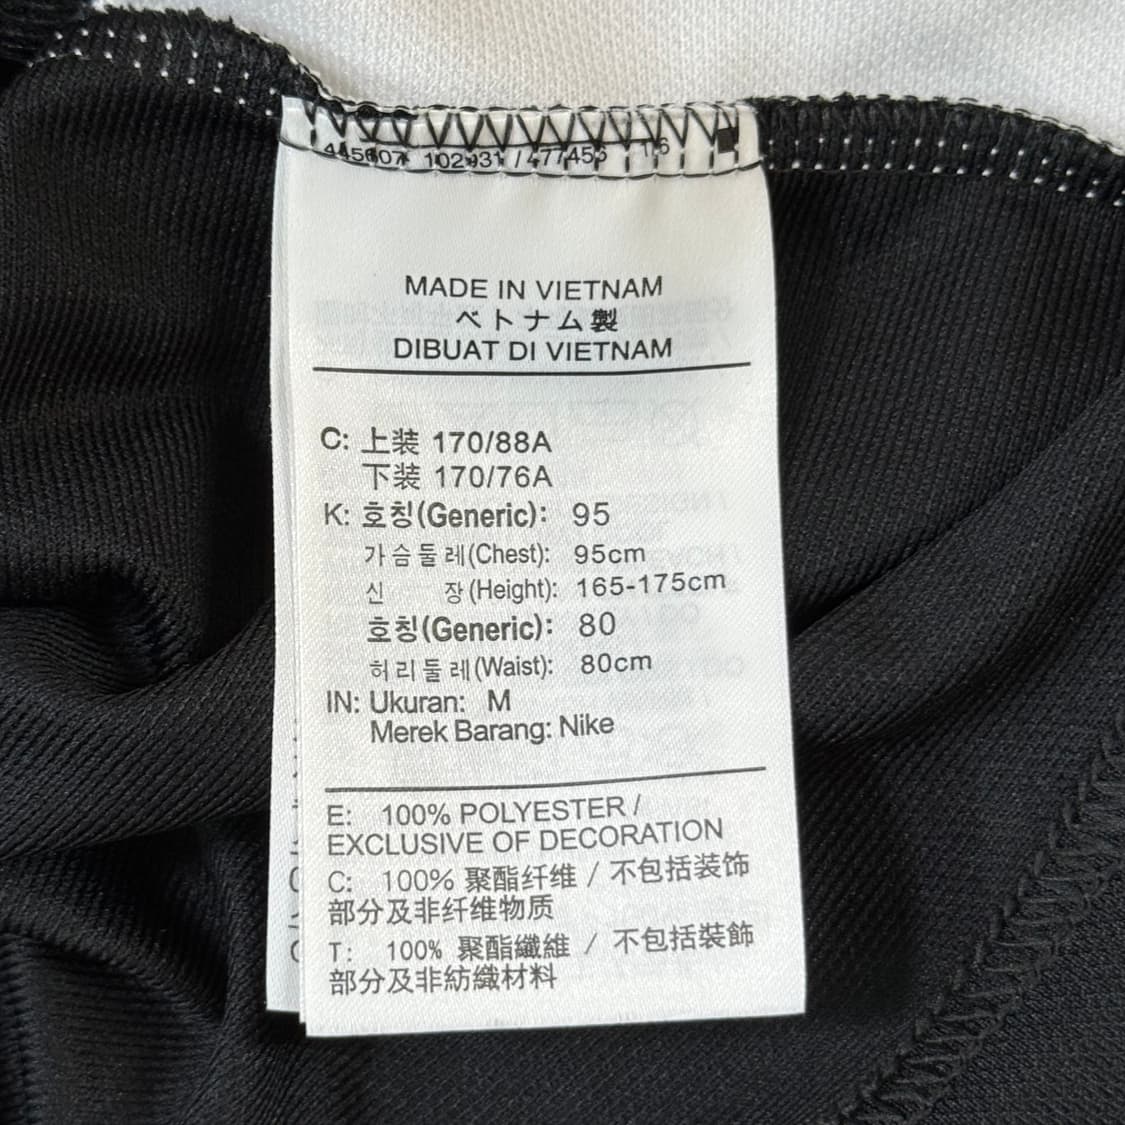 445607 102931 / 477453 16
MADE IN VIETNAM
ベトナム製
DIBUAT DI VIETNAM
C: 上装 170/88A
下装 170/76A
K: 호칭(Generic): 95
가슴둘레(Chest): 95cm
신 장(Height): 165-175cm
호칭(Generic): 80
허리둘레(Waist): 80cm
IN: Ukuran: M
Merek Barang: Nike
E: 100% POLYESTER /
EXCLUSIVE OF DECORATION
C: 100% 聚酯纤维 / 不包括装饰
部分及非纤维物质
T: 100% 聚酯纖維 / 不包括裝飾
部分及非紡織材料